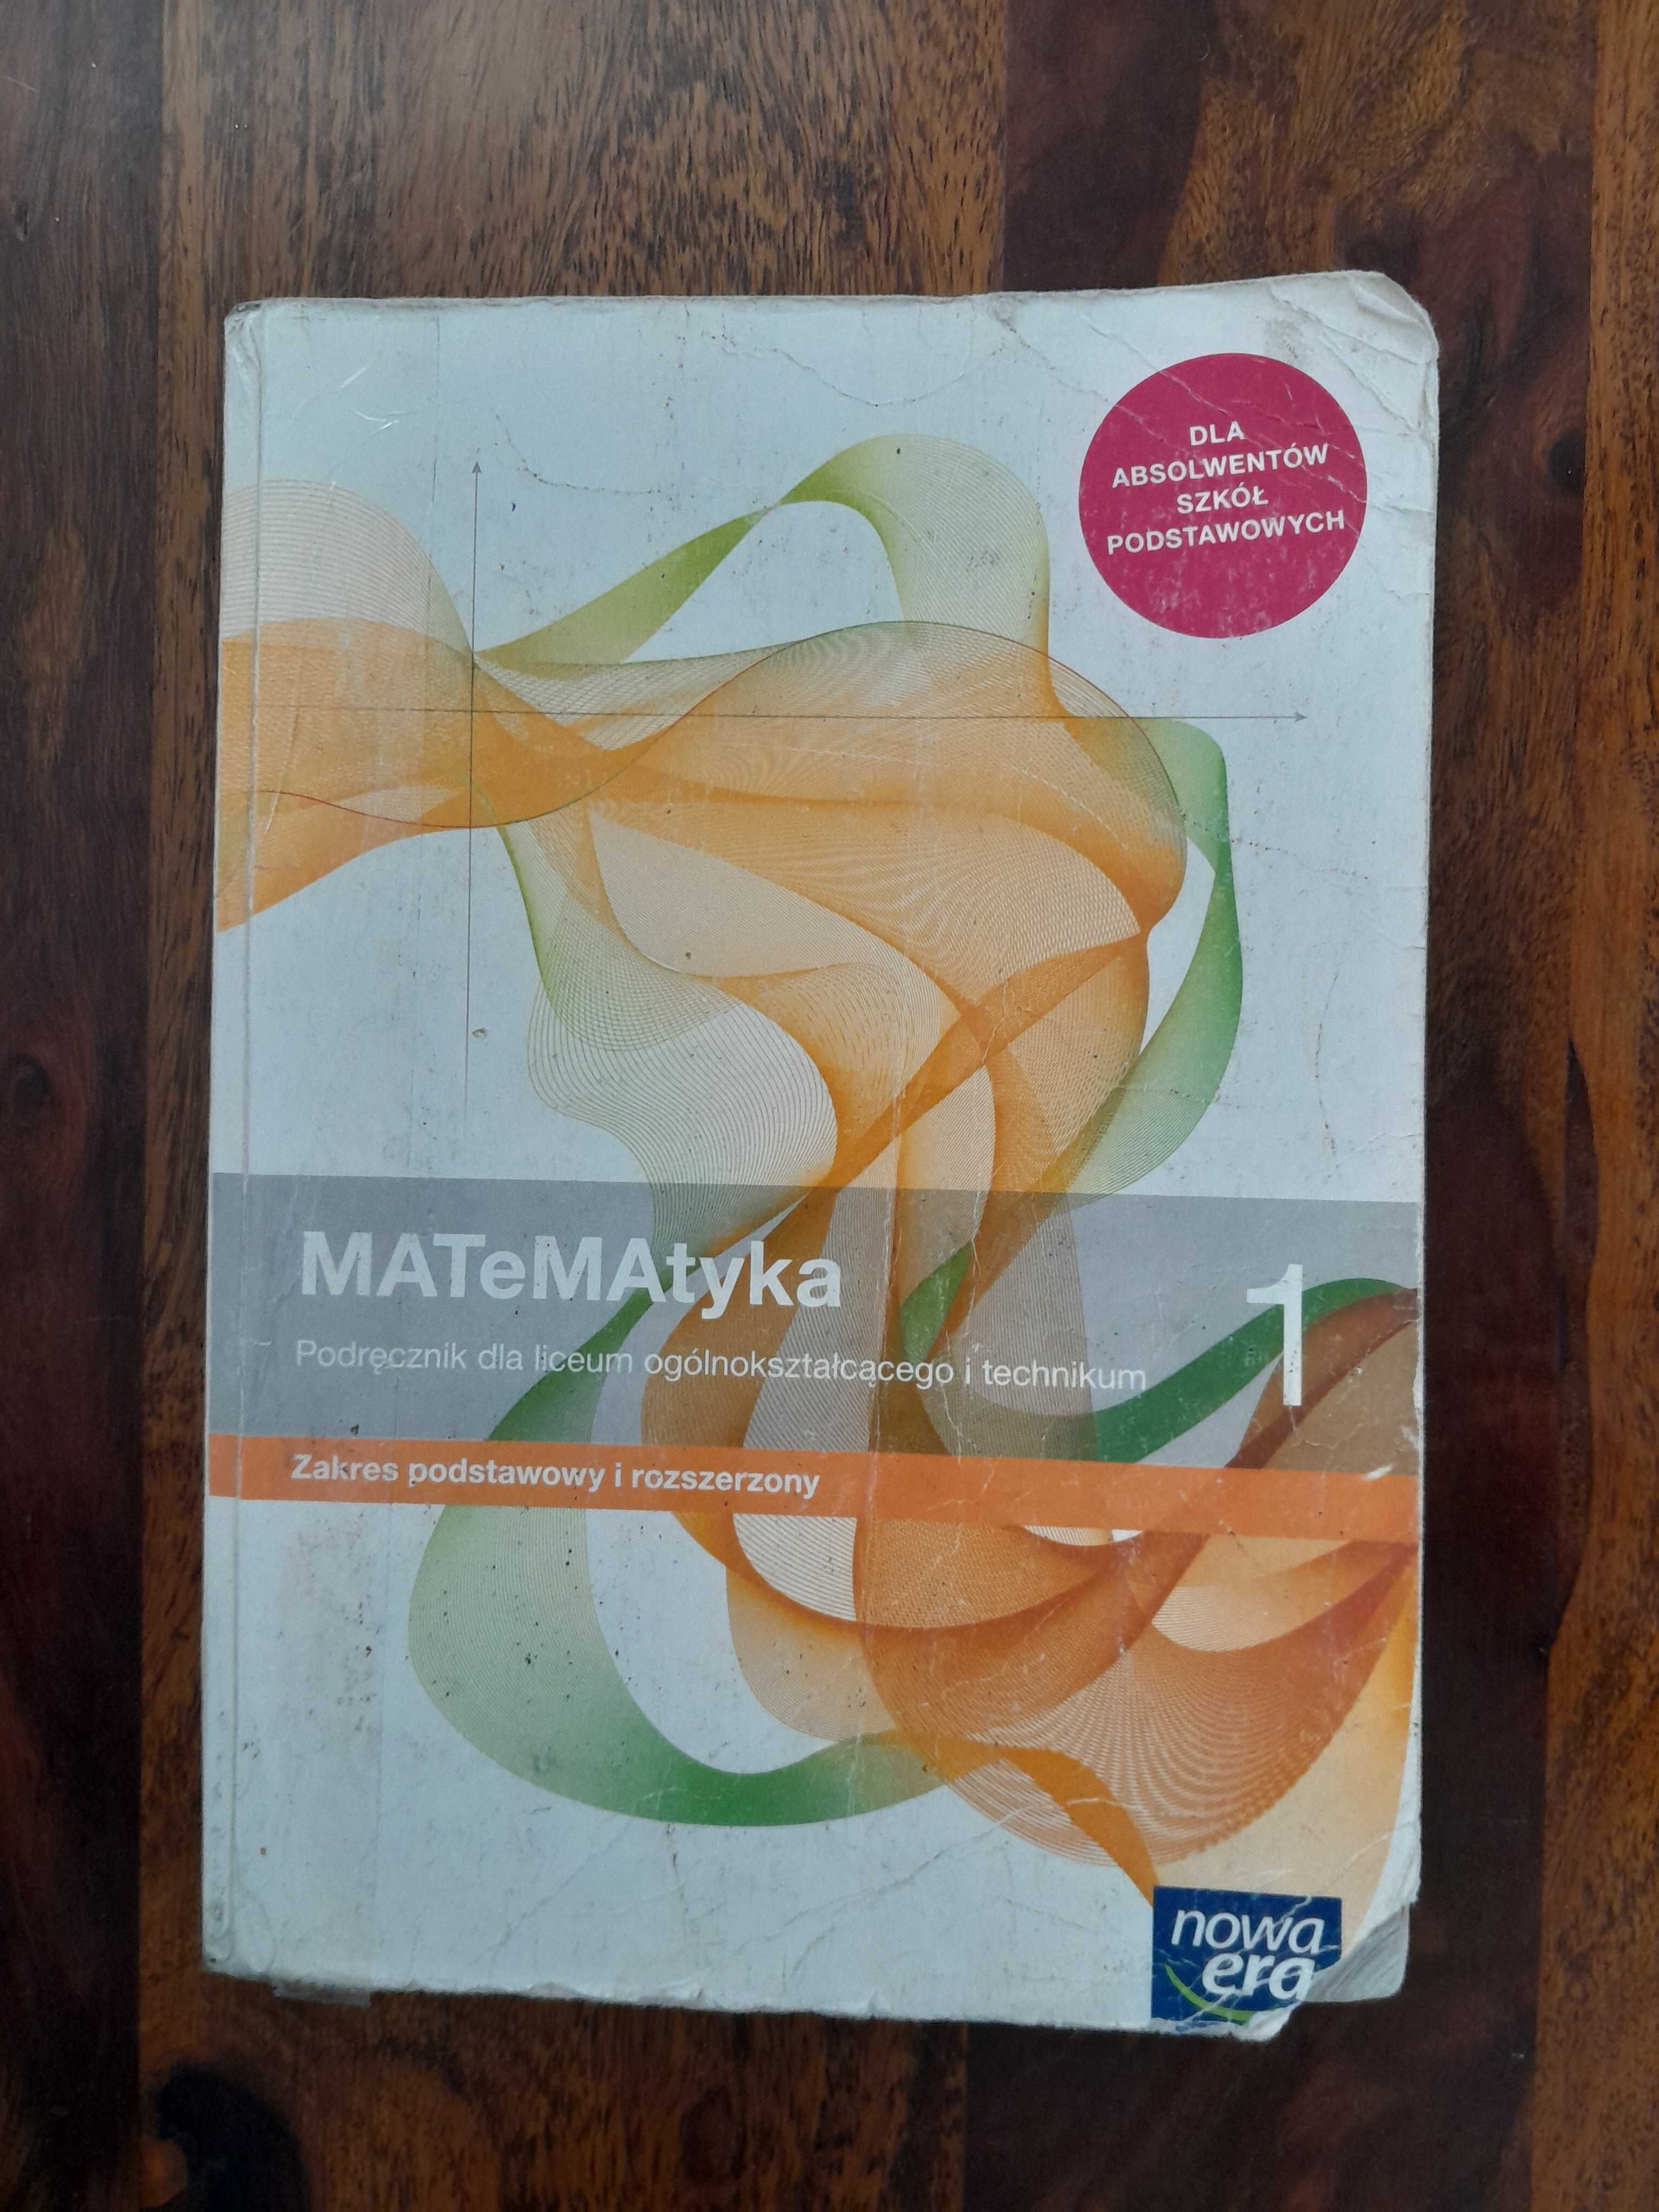 DLA
ABSOLWENTÓW
SZKÓŁ
PODSTAWOWYCH
MATeMAtyka
1
Podręcznik dla liceum ogólnokształcącego i technikum
Zakres podstawowy i rozszerzony
nowa
era